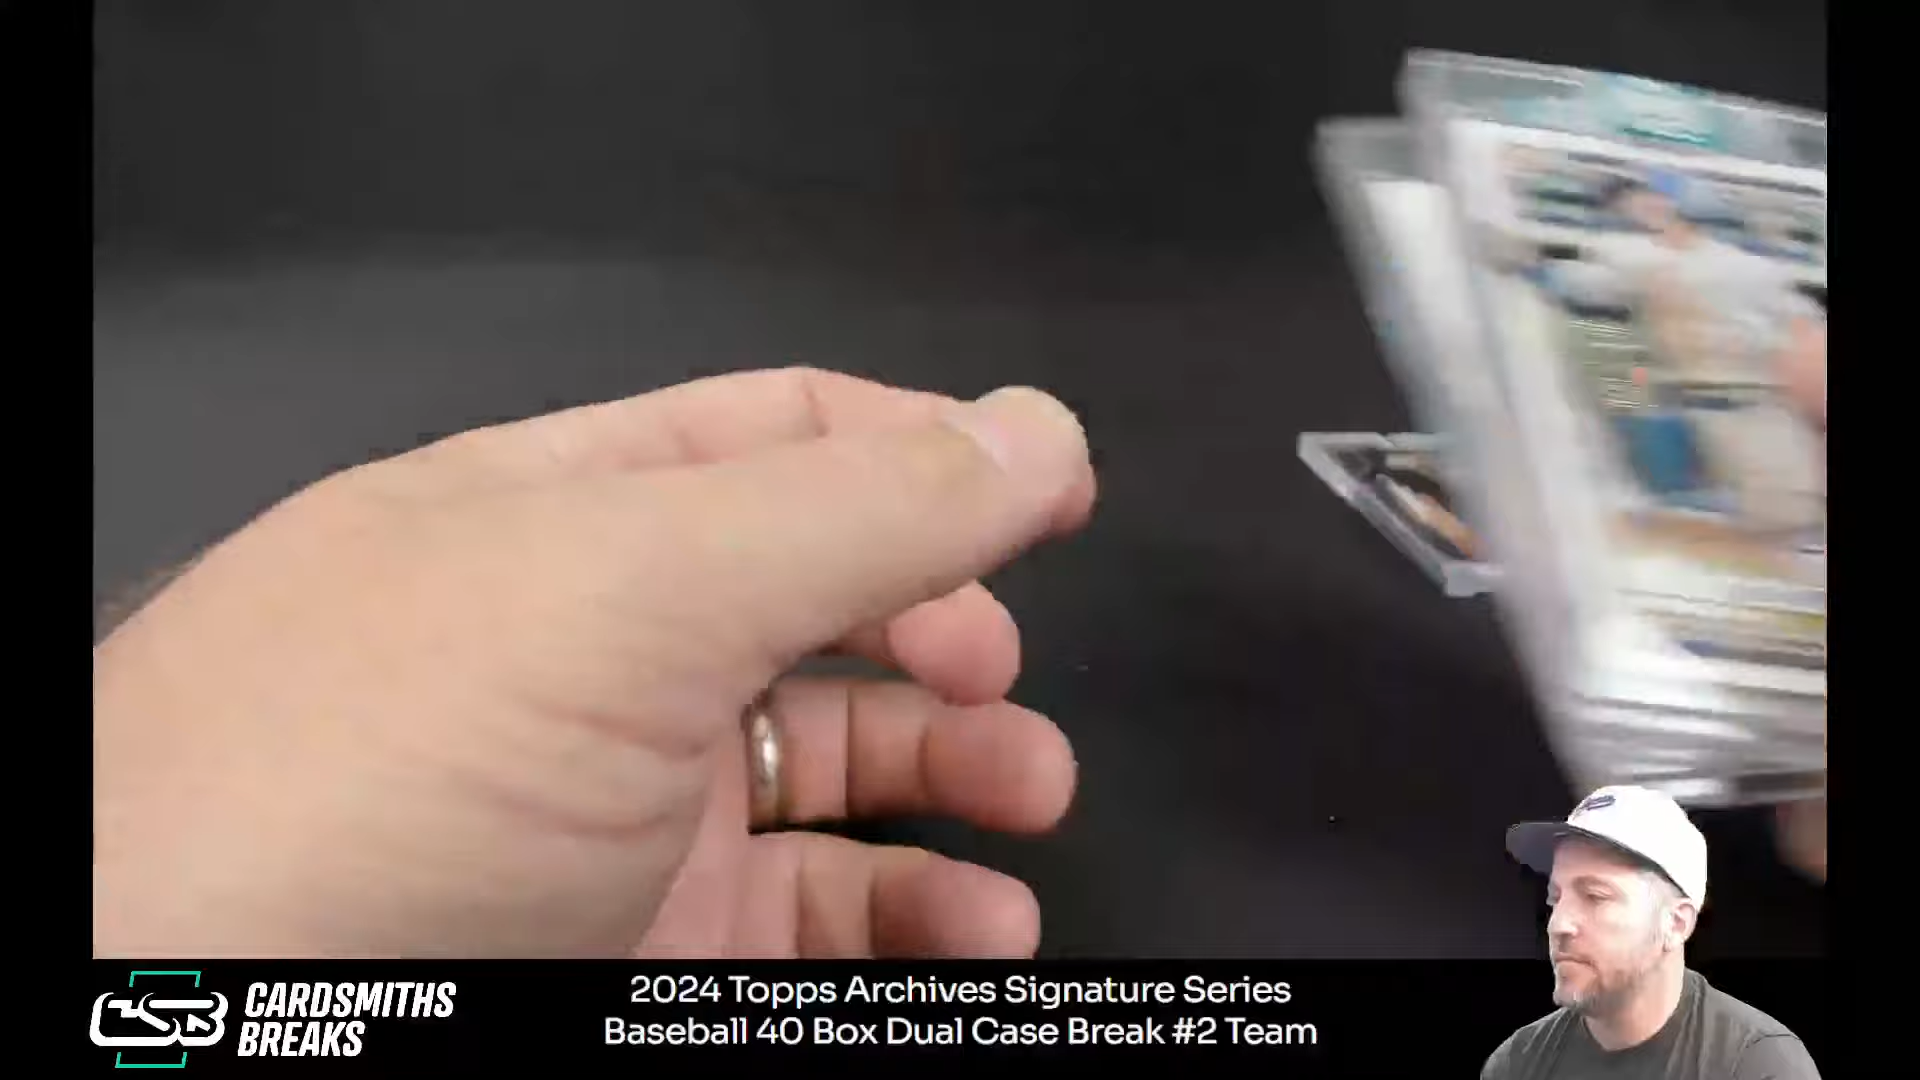 CARDSMITHS
BREAKS
2024 Topps Archives Signature Series
Baseball 40 Box Dual Case Break #2 Team